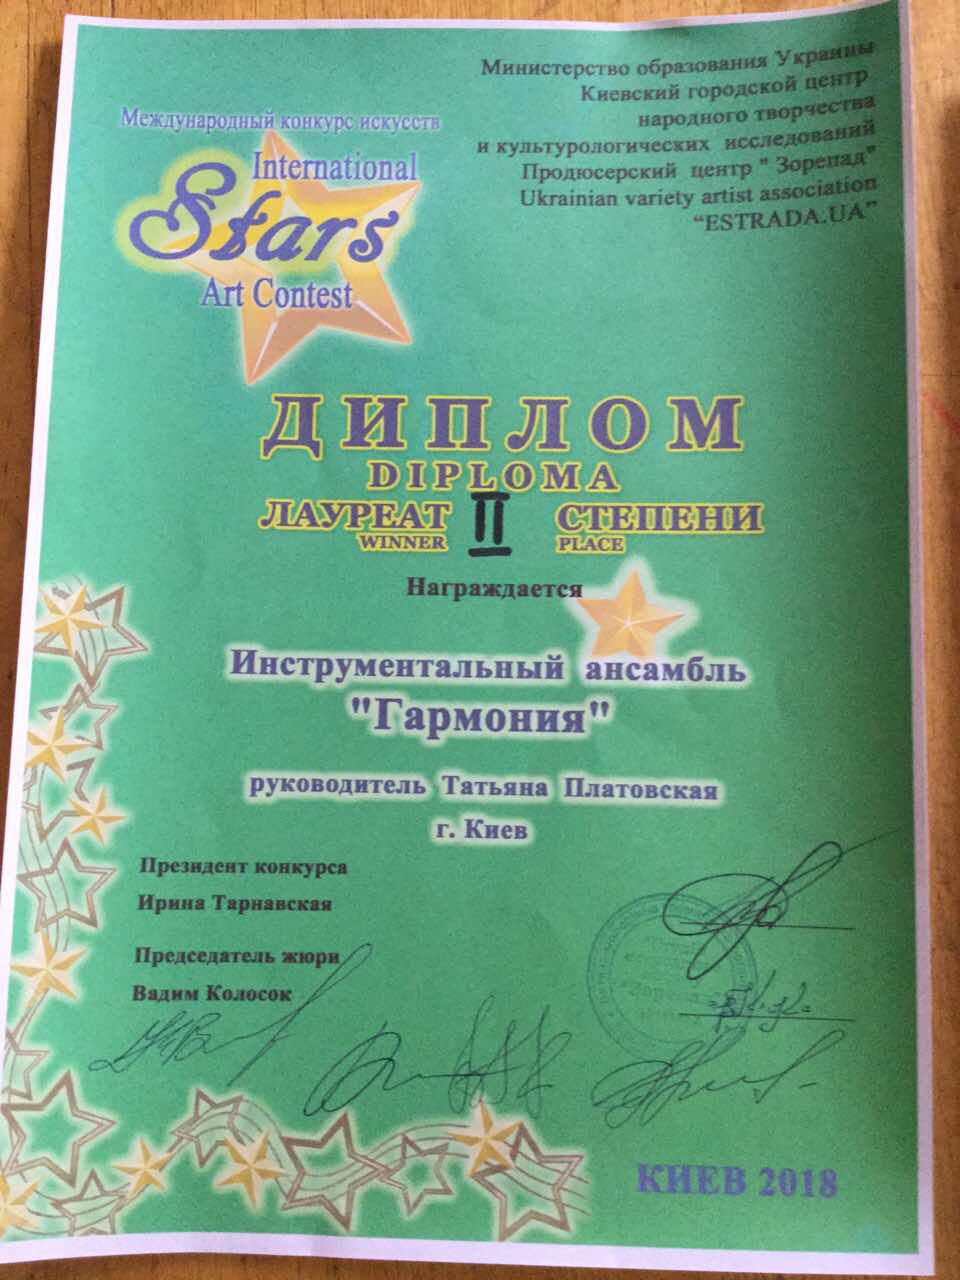 Министерство образования Украины
Киевский городской центр
народного творчества
и культурологических исследований
Продюсерский центр " Зорепад"
Ukrainian variety artist association
“ESTRADA.UA”
Международный конкурс искусств
International
Stars
Art Contest
ДИПЛОМ
DIPLOMA
ЛАУРЕАТ II СТЕПЕНИ
WINNER PLACE
Награждается
Инструментальный ансамбль
"Гармония"
руководитель Татьяна Платовская
г. Киев
Президент конкурса
Ирина Тарнавская
Председатель жюри
Вадим Колосок
КИЕВ 2018